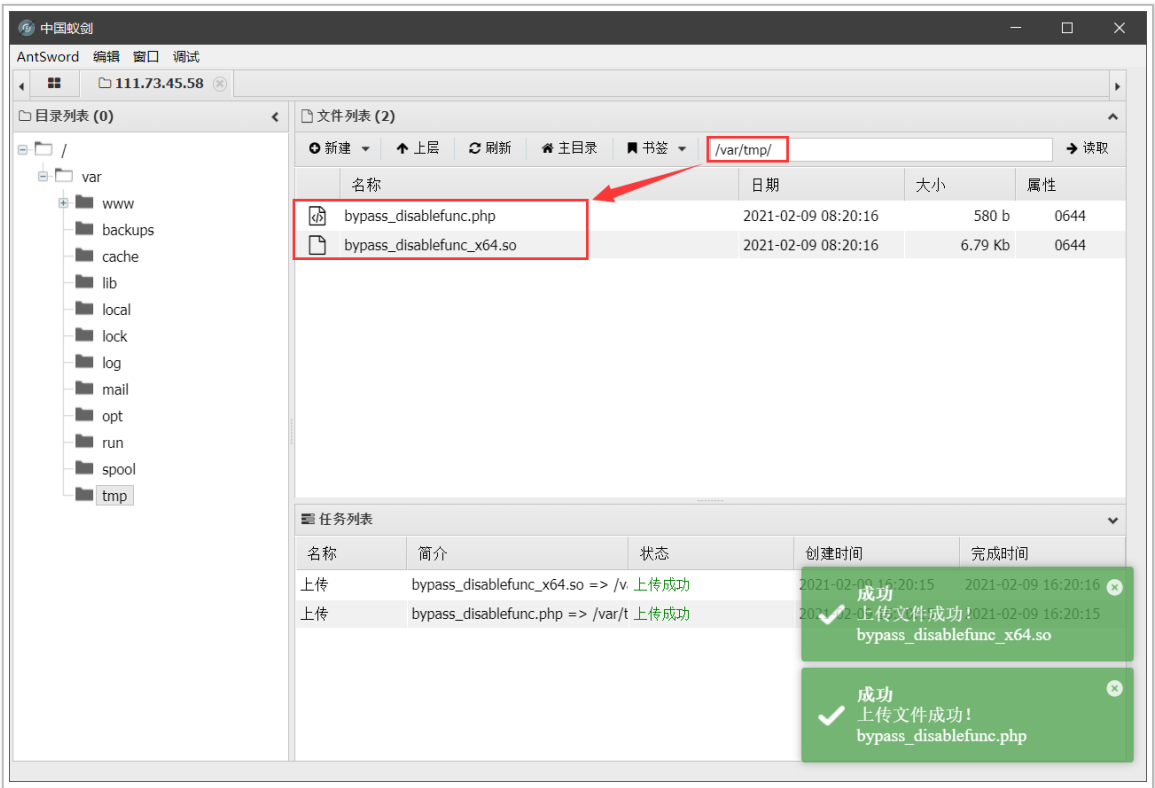 中国蚁剑
AntSword 编辑 窗口 调试
111.73.45.58
目录列表 (0)
文件列表 (2)
新建 上层 刷新 主目录 书签 /var/tmp/ 读取
/
var
www
backups
cache
lib
local
lock
log
mail
opt
run
spool
tmp
名称 日期 大小 属性
bypass_disablefunc.php 2021-02-09 08:20:16 580 b 0644
bypass_disablefunc_x64.so 2021-02-09 08:20:16 6.79 Kb 0644
任务列表
名称 简介 状态 创建时间 完成时间
上传 bypass_disablefunc_x64.so => /v 上传成功 2021-02-09 16:20:15 2021-02-09 16:20:16
上传 bypass_disablefunc.php => /var/t 上传成功 2021-02-09 16:20:15
成功
上传文件成功!
bypass_disablefunc_x64.so
成功
上传文件成功!
bypass_disablefunc.php